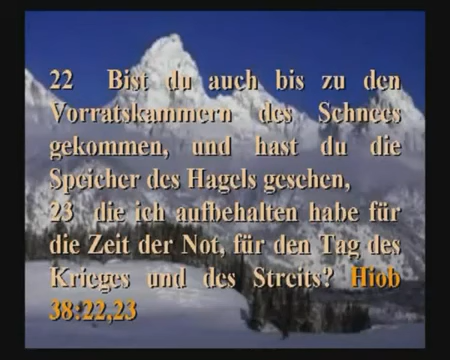 22 Bist du auch bis zu den
Vorratskammern des Schnees
gekommen, und hast du die
Speicher des Hagels gesehen,
23 die ich aufbehalten habe für
die Zeit der Not, für den Tag des
Krieges und des Streits? Hiob
38:22,23